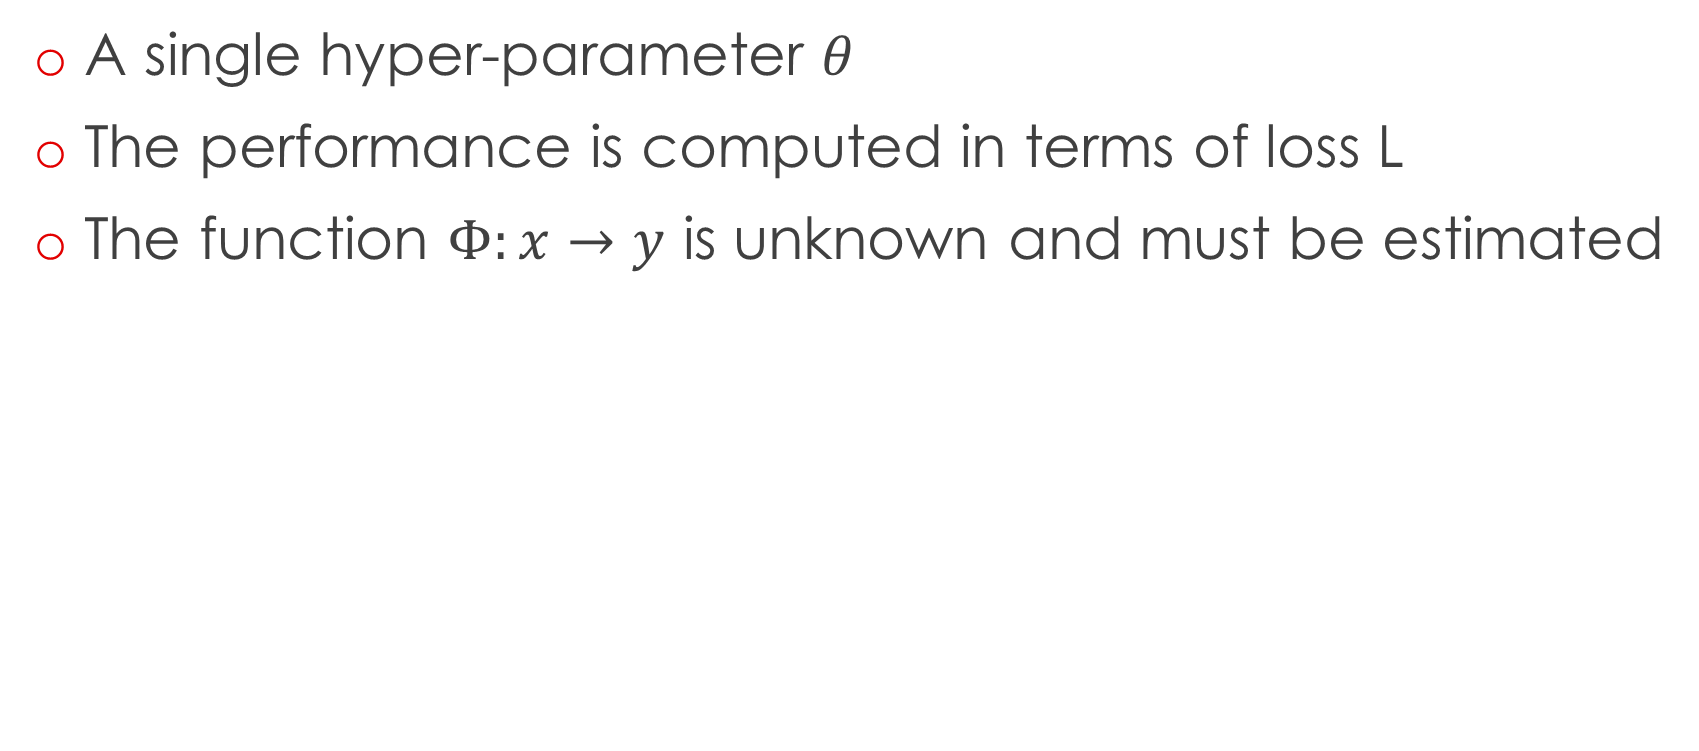 ○ A single hyper-parameter 𝜃
○ The performance is computed in terms of loss L
○ The function Φ: 𝑥 → 𝑦 is unknown and must be estimated